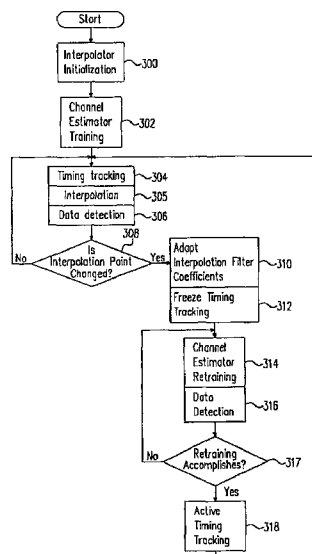 Start
Interpolator
Initialization
300
Channel
Estimator
Training
302
Timing tracking
304
Interpolation
305
Data detection
306
308
Is
Interpolation Point
Changed?
No
Yes
Adapt
Interpolation Filter
Coefficients
310
Freeze Timing
Tracking
312
Channel
Estimator
Retraining
314
Data
Detection
316
Retraining
Accomplishes?
317
No
Yes
Active
Timing
Tracking
318